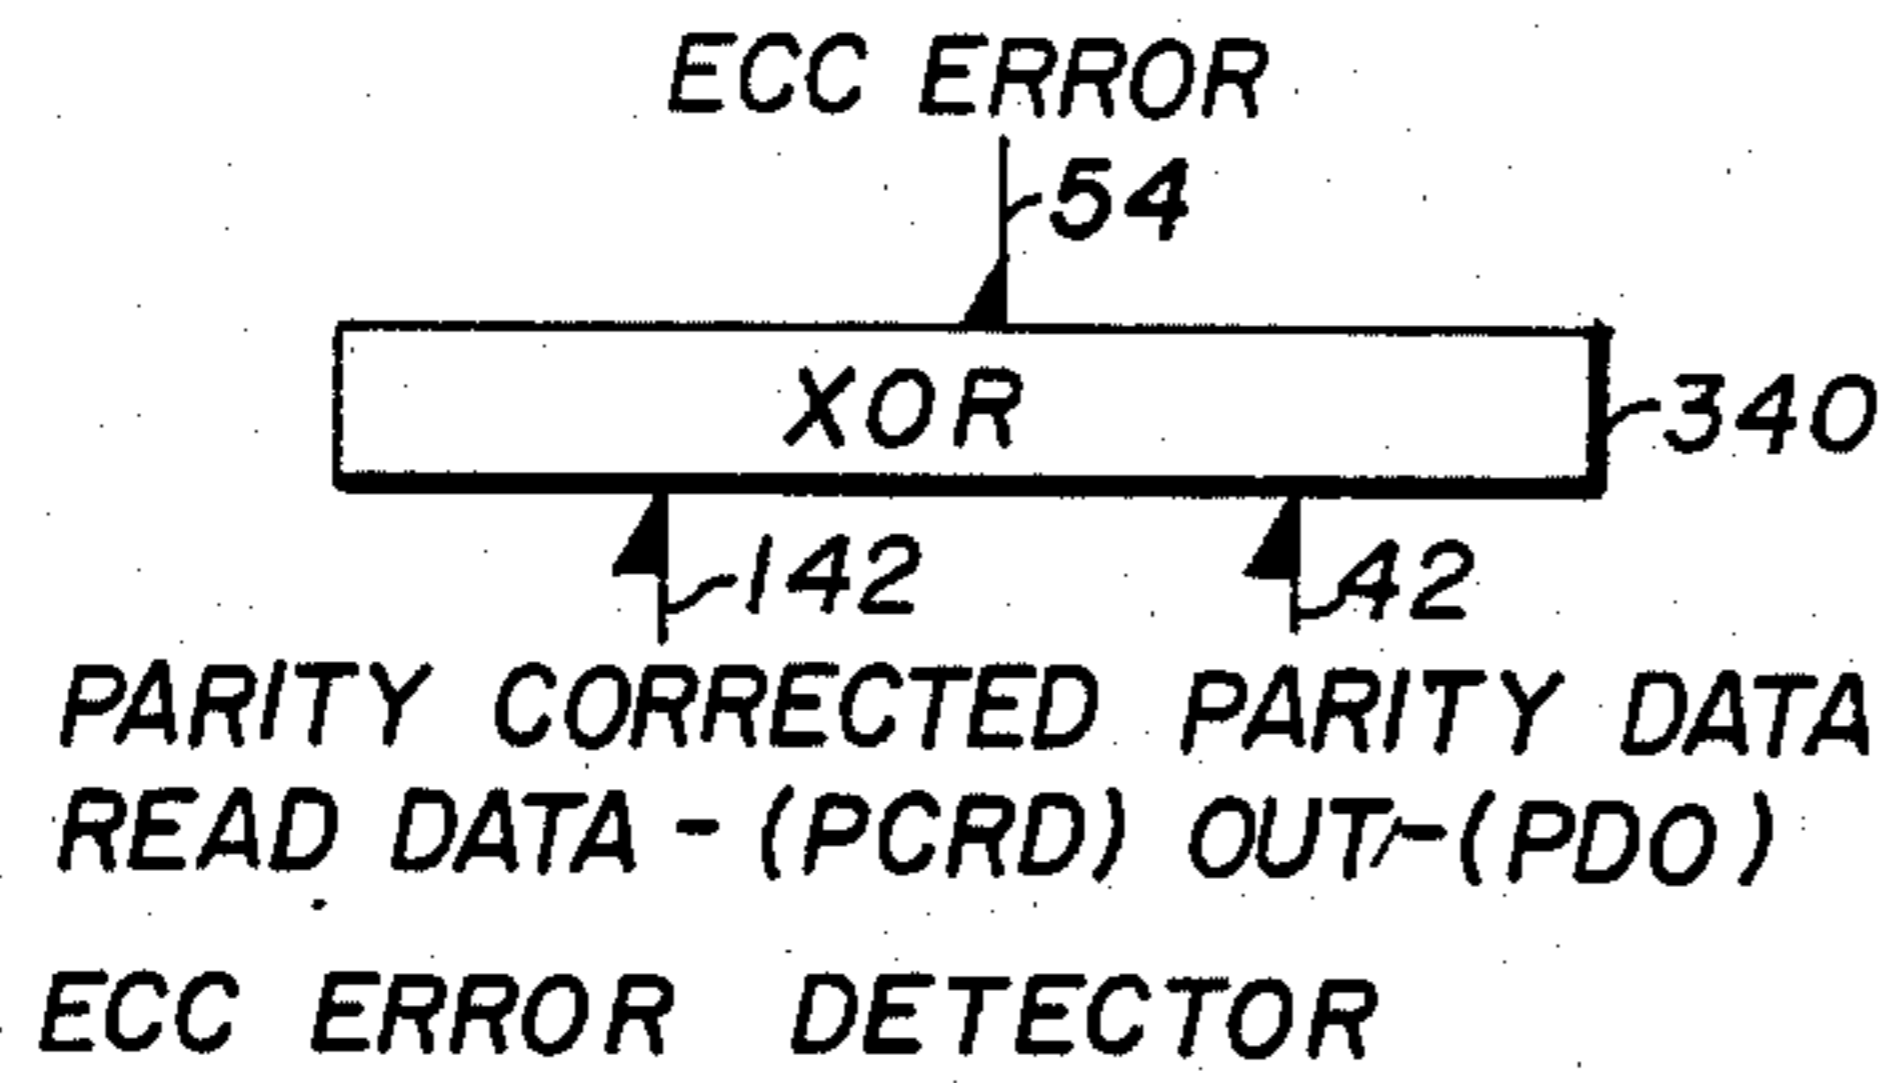 ECC ERROR
54
XOR
340
142
42
PARITY CORRECTED
READ DATA - (PCRD)
PARITY DATA
OUT - (PDO)
ECC ERROR DETECTOR